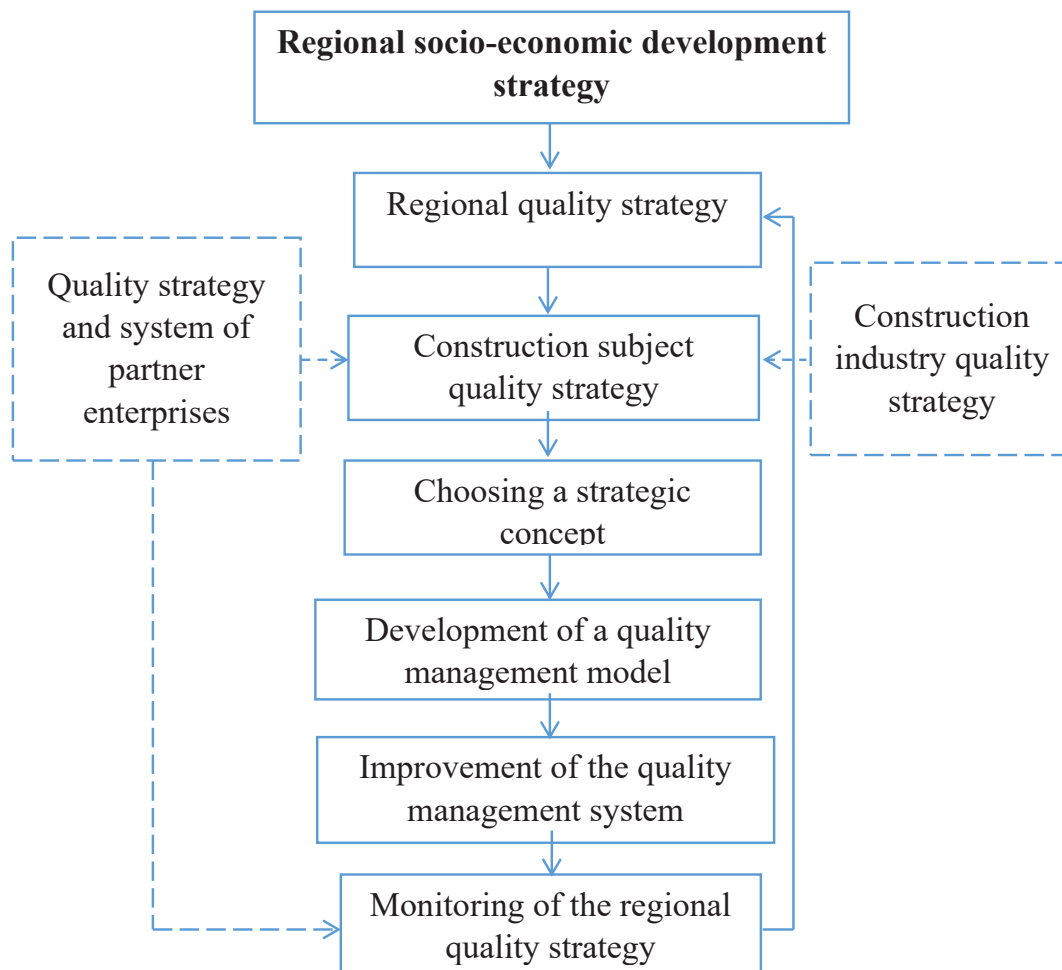 Regional socio-economic development
strategy
Regional quality strategy
Quality strategy
and system of
partner
enterprises
Construction subject
quality strategy
Construction
industry quality
strategy
Choosing a strategic
concept
Development of a quality
management model
Improvement of the quality
management system
Monitoring of the regional
quality strategy